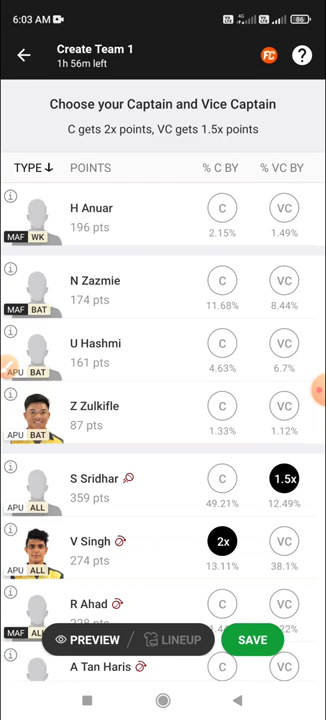 6:03 AM
86
Create Team 1
1h 56m left
FC
?
Choose your Captain and Vice Captain
C gets 2x points, VC gets 1.5x points
TYPE POINTS % C BY % VC BY
H Anuar
196 pts
C VC
2.15% 1.49%
MAF WK
N Zazmie
174 pts
C VC
11.68% 8.44%
MAF BAT
U Hashmi
161 pts
C VC
4.63% 6.7%
APU BAT
Z Zulkifle
87 pts
C VC
1.33% 1.12%
APU BAT
S Sridhar
359 pts
C 1.5x
49.21% 12.49%
APU ALL
V Singh
274 pts
2x VC
13.11% 38.1%
APU ALL
R Ahad
C VC
MAF
PREVIEW / LINEUP SAVE
A Tan Haris
C VC